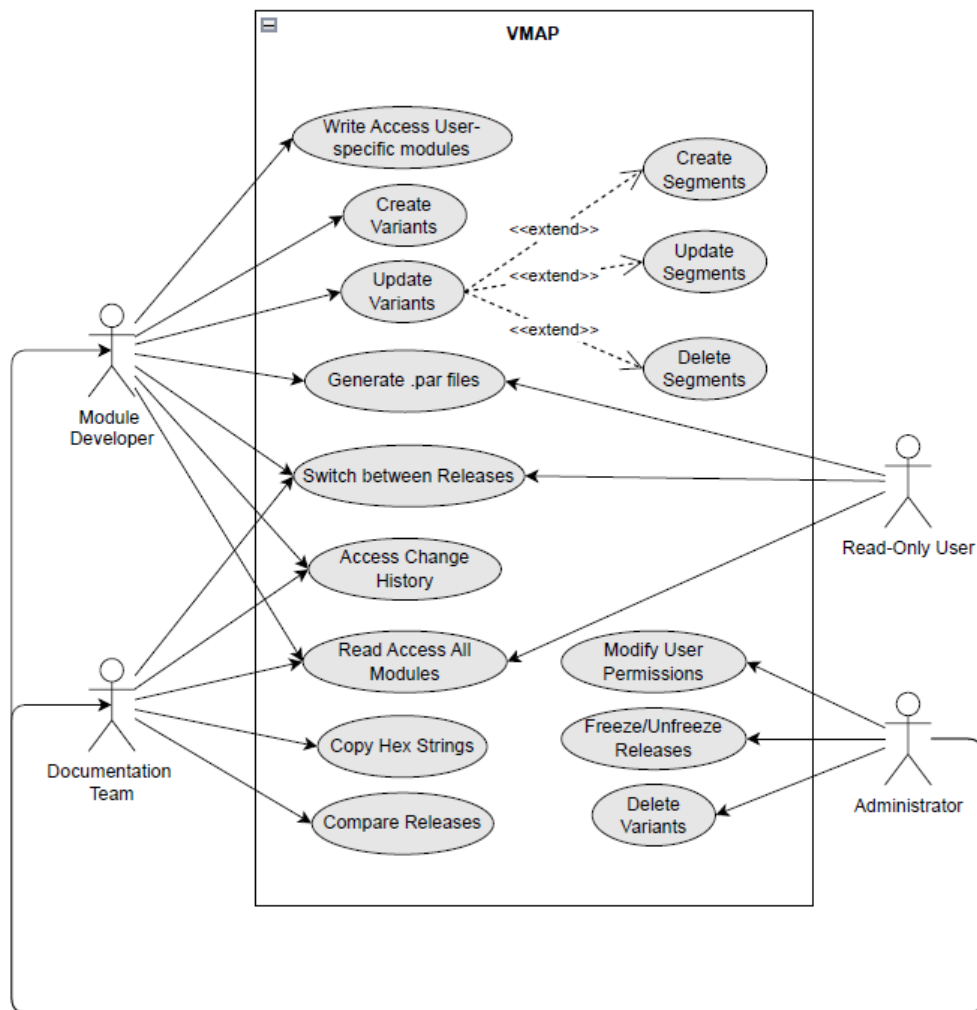 VMAP
Write Access User-
specific modules
Create
Segments
Create
Variants
<<extend>>
Update
Segments
Update
Variants
<<extend>>
<<extend>>
Generate .par files
Delete
Segments
Module
Developer
Switch between Releases
Read-Only User
Access Change
History
Read Access All
Modules
Modify User
Permissions
Copy Hex Strings
Freeze/Unfreeze
Releases
Documentation
Team
Administrator
Compare Releases
Delete
Variants